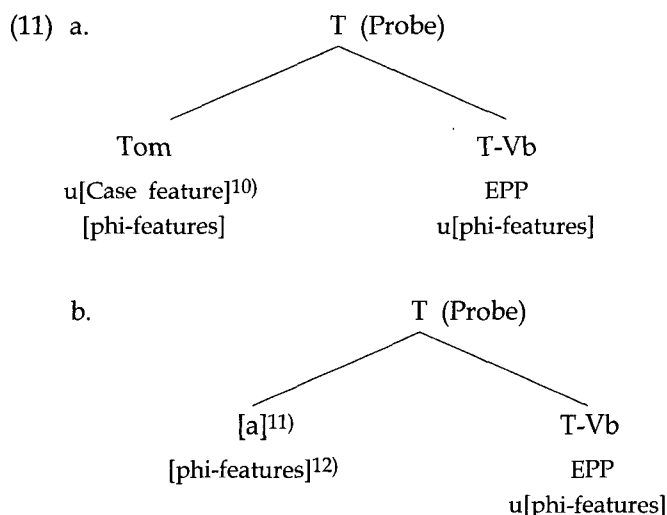 (11) a. T (Probe)
Tom T-Vb
u[Case feature]10) EPP
[phi-features] u[phi-features]
b. T (Probe)
[a]11) T-Vb
[phi-features]12) EPP
u[phi-features]